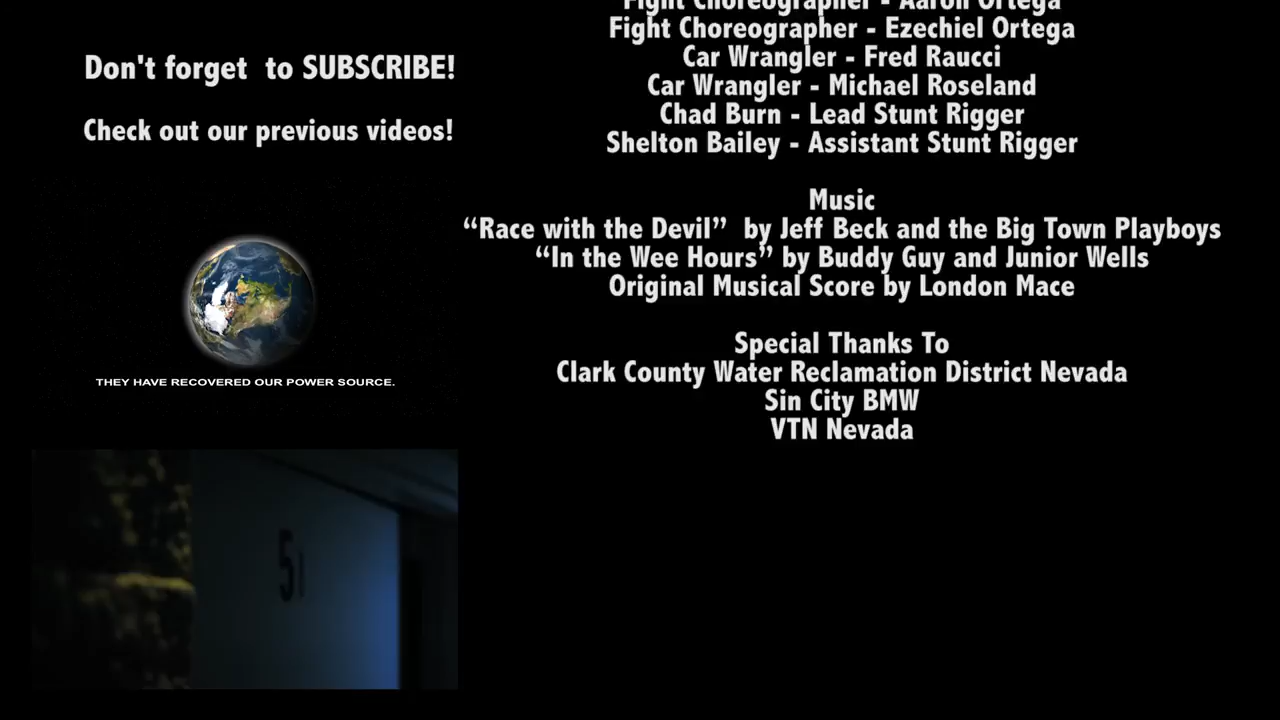 Don't forget to SUBSCRIBE!
Check out our previous videos!
THEY HAVE RECOVERED OUR POWER SOURCE.
51
Fight Choreographer - Aaron Ortega
Fight Choreographer - Ezechiel Ortega
Car Wrangler - Fred Raucci
Car Wrangler - Michael Roseland
Chad Burn - Lead Stunt Rigger
Shelton Bailey - Assistant Stunt Rigger
Music
“Race with the Devil” by Jeff Beck and the Big Town Playboys
“In the Wee Hours” by Buddy Guy and Junior Wells
Original Musical Score by London Mace
Special Thanks To
Clark County Water Reclamation District Nevada
Sin City BMW
VTN Nevada